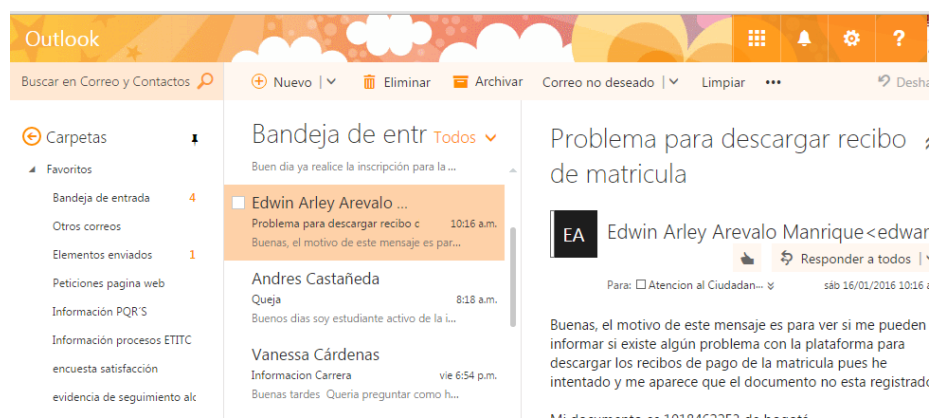 Outlook
?
Buscar en Correo y Contactos
Nuevo
Eliminar
Archivar
Correo no deseado
Limpiar
•••
Desha
Carpetas
Favoritos
Bandeja de entrada 4
Otros correos
Elementos enviados 1
Peticiones pagina web
Información PQR'S
Información procesos ETITC
encuesta satisfacción
evidencia de seguimiento alc
Bandeja de entr Todos
Buen dia ya realice la inscripción para la ...
Edwin Arley Arevalo ...
Problema para descargar recibo c 10:16 a.m.
Buenas, el motivo de este mensaje es par...
Andres Castañeda
Queja 8:18 a.m.
Buenos dias soy estudiante activo de la i...
Vanessa Cárdenas
Informacion Carrera vie 6:54 p.m.
Buenas tardes Queria preguntar como h...
Problema para descargar recibo
de matricula
EA
Edwin Arley Arevalo Manrique<edwar
Responder a todos
Para: Atencion al Ciudadan... sáb 16/01/2016 10:16 a
Buenas, el motivo de este mensaje es para ver si me pueden
informar si existe algún problema con la plataforma para
descargar los recibos de pago de la matricula pues he
intentado y me aparece que el documento no esta registrado